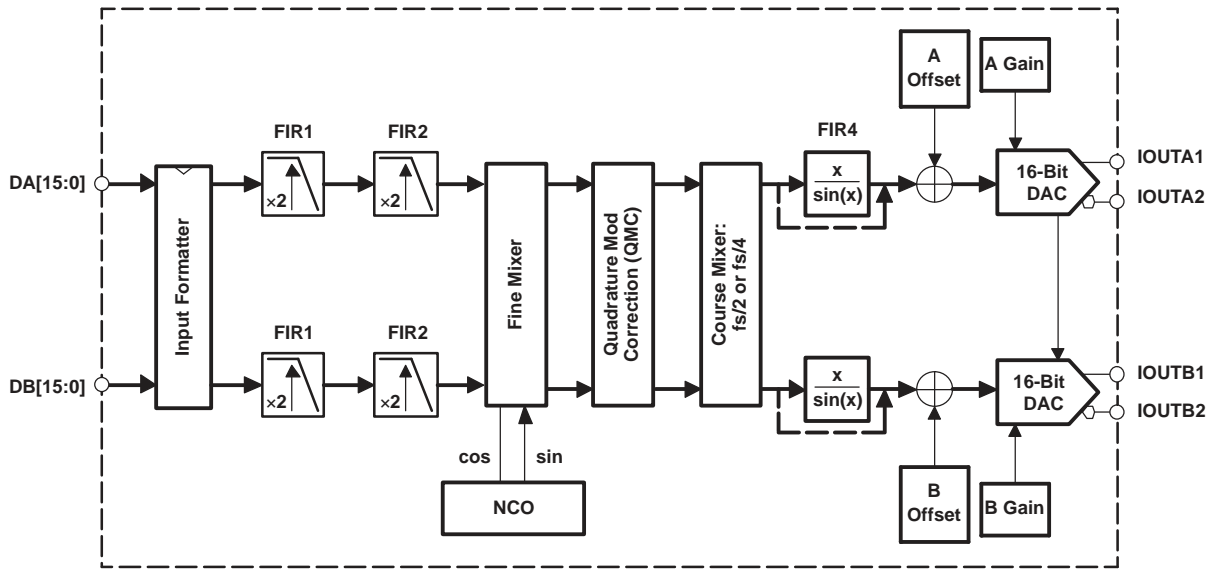 A
Offset
A Gain
FIR1
FIR2
FIR4
DA[15:0]
×2
×2
x
sin(x)
16-Bit
DAC
IOUTA1
IOUTA2
Input Formatter
Fine Mixer
Quadrature Mod
Correction (QMC)
Course Mixer:
fs/2 or fs/4
FIR1
FIR2
DB[15:0]
×2
×2
x
sin(x)
16-Bit
DAC
IOUTB1
IOUTB2
cos
sin
NCO
B
Offset
B Gain